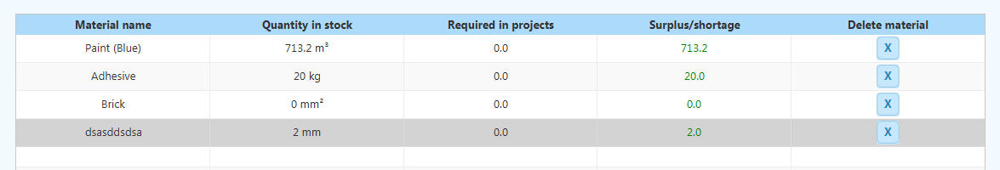 Material name Quantity in stock Required in projects Surplus/shortage Delete material
Paint (Blue) 713.2 m³ 0.0 713.2 X
Adhesive 20 kg 0.0 20.0 X
Brick 0 mm² 0.0 0.0 X
dsasddsdsa 2 mm 0.0 2.0 X